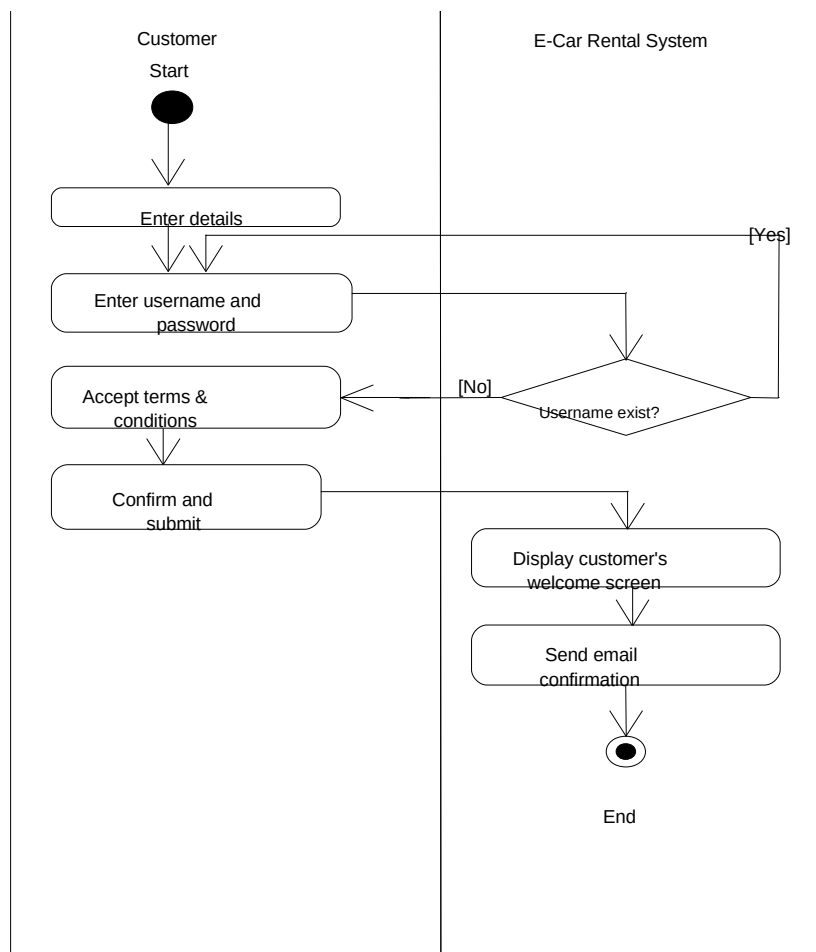 Customer
E-Car Rental System
Start
Enter details
[Yes]
Enter username and
password
Accept terms &
conditions
[No]
Username exist?
Confirm and
submit
Display customer's
welcome screen
Send email
confirmation
End